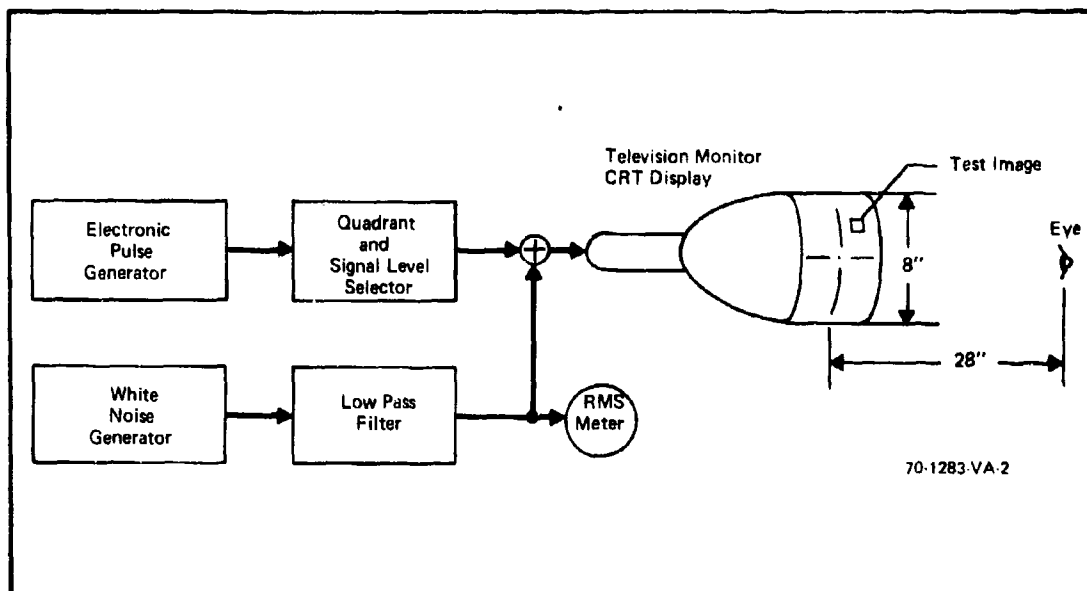 Television Monitor
CRT Display
Test Image
Electronic
Pulse
Generator
Quadrant
and
Signal Level
Selector
+
8"
Eye
28"
White
Noise
Generator
Low Pass
Filter
RMS
Meter
70-1283-VA-2